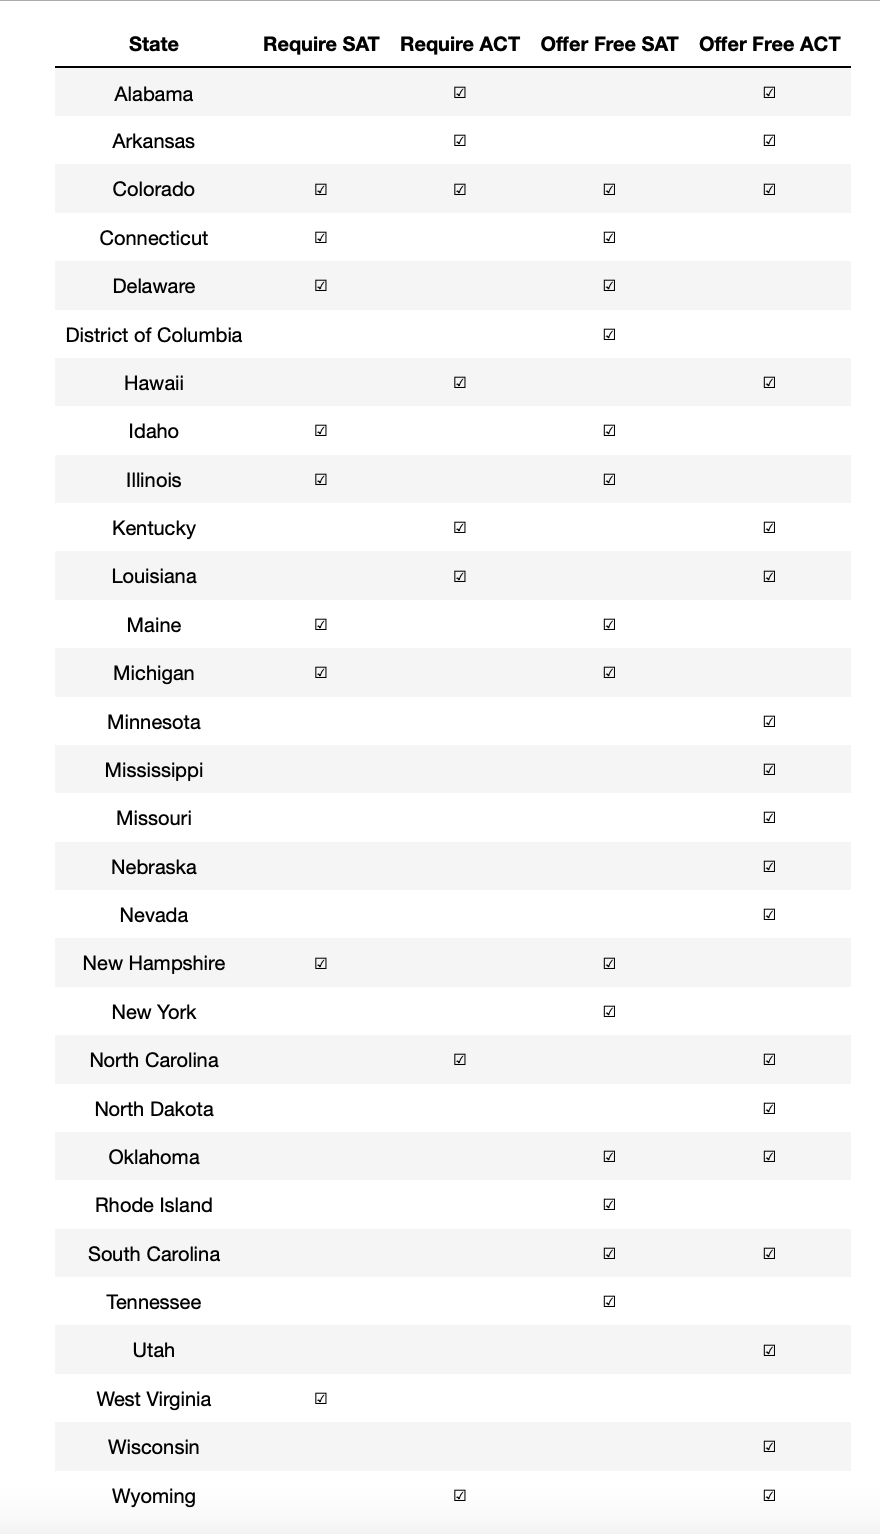 State Require SAT Require ACT Offer Free SAT Offer Free ACT
Alabama ☑ ☑
Arkansas ☑ ☑
Colorado ☑ ☑ ☑ ☑
Connecticut ☑ ☑
Delaware ☑ ☑
District of Columbia ☑
Hawaii ☑ ☑
Idaho ☑ ☑
Illinois ☑ ☑
Kentucky ☑ ☑
Louisiana ☑ ☑
Maine ☑ ☑
Michigan ☑ ☑
Minnesota ☑
Mississippi ☑
Missouri ☑
Nebraska ☑
Nevada ☑
New Hampshire ☑ ☑
New York ☑
North Carolina ☑ ☑
North Dakota ☑
Oklahoma ☑ ☑
Rhode Island ☑
South Carolina ☑ ☑
Tennessee ☑
Utah ☑
West Virginia ☑
Wisconsin ☑
Wyoming ☑ ☑